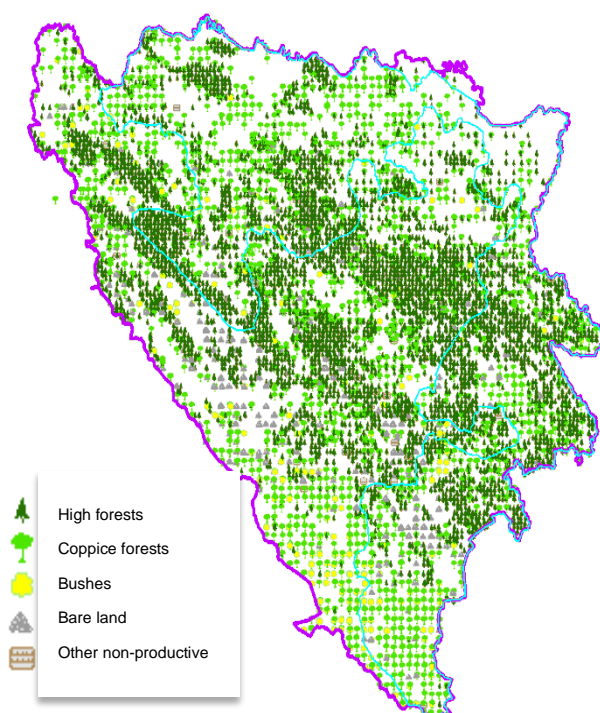 High forests
Coppice forests
Bushes
Bare land
Other non-productive